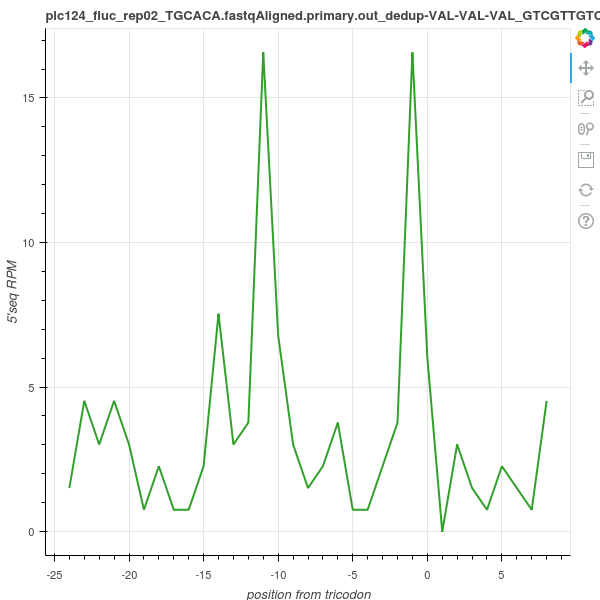 plc124_fluc_rep02_TGCACA.fastqAligned.primary.out_dedup-VAL-VAL-VAL_GTCGTTGTC
15
10
5
0
5'seq RPM
-25 -20 -15 -10 -5 0 5
position from tricodon